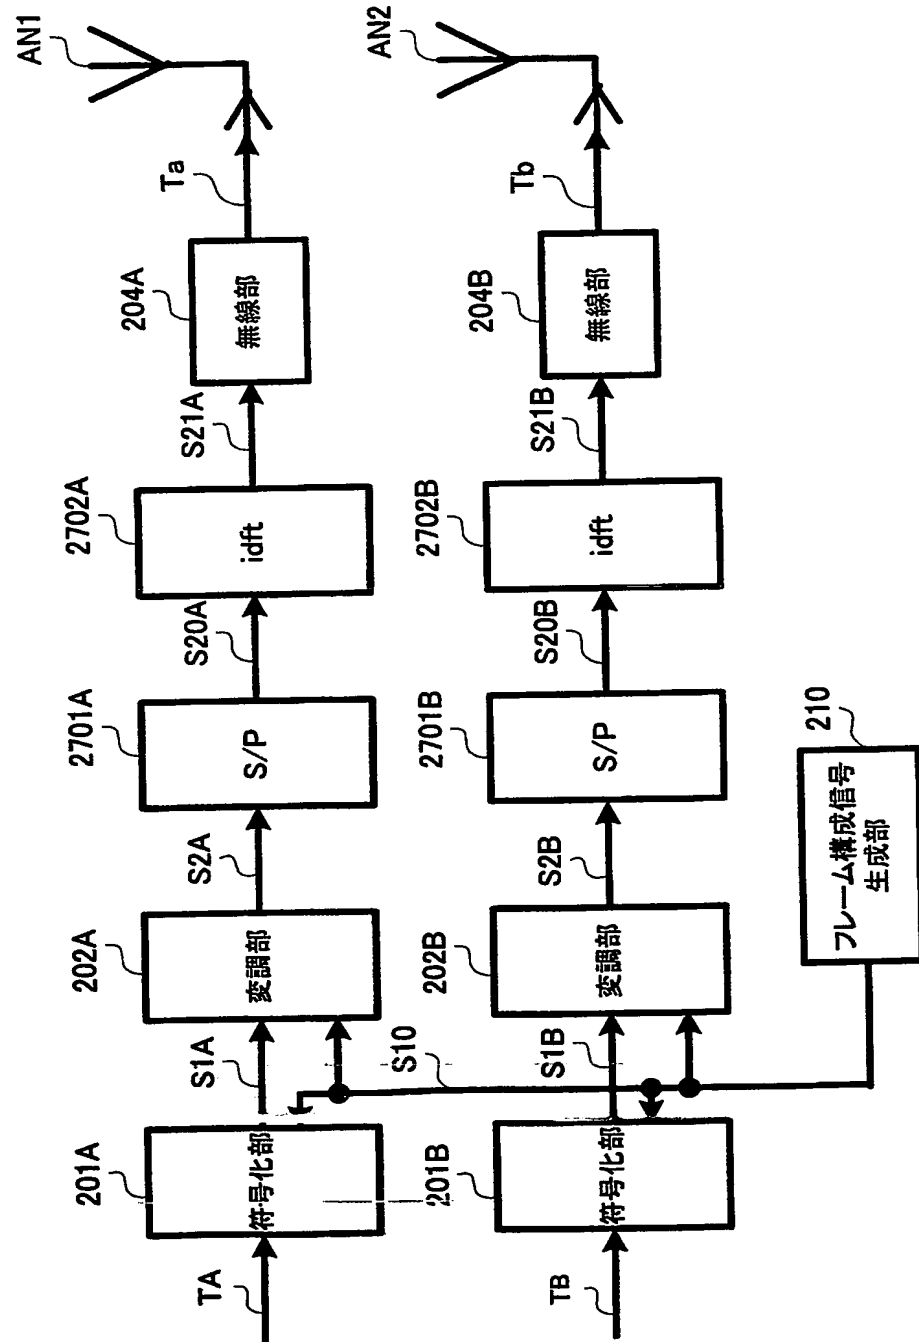 TA
201A
符号化部
S1A
202A
変調部
S2A
2701A
S/P
S20A
2702A
idft
S21A
204A
無線部
Ta
AN1
TB
201B
符号化部
S1B
202B
変調部
S2B
2701B
S/P
S20B
2702B
idft
S21B
204B
無線部
Tb
AN2
S10
210
フレーム構成信号
生成部